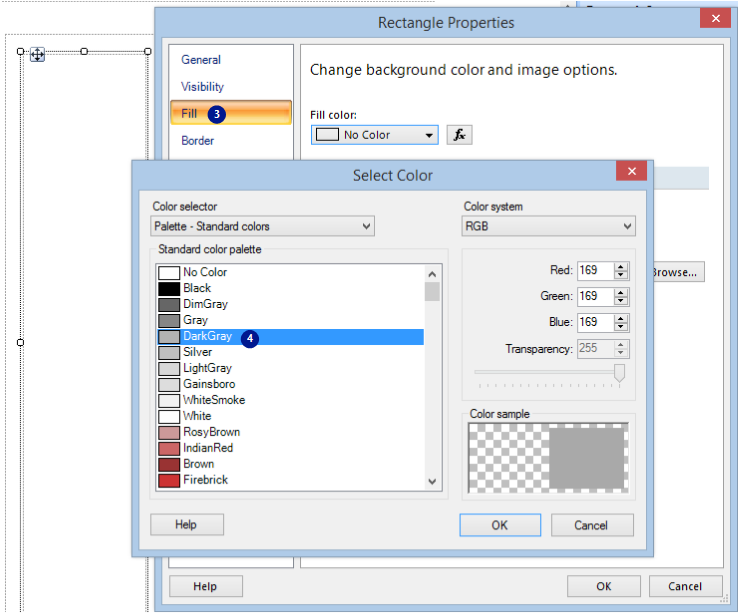 Rectangle Properties
General
Visibility
Fill 3
Border
Change background color and image options.
Fill color:
No Color
fx
Select Color
Color selector
Palette - Standard colors
Color system
RGB
Standard color palette
No Color
Black
DimGray
Gray
DarkGray 4
Silver
LightGray
Gainsboro
WhiteSmoke
White
RosyBrown
IndianRed
Brown
Firebrick
Red: 169
Green: 169
Blue: 169
Transparency: 255
Color sample
Browse...
Help
OK
Cancel
Help
OK
Cancel